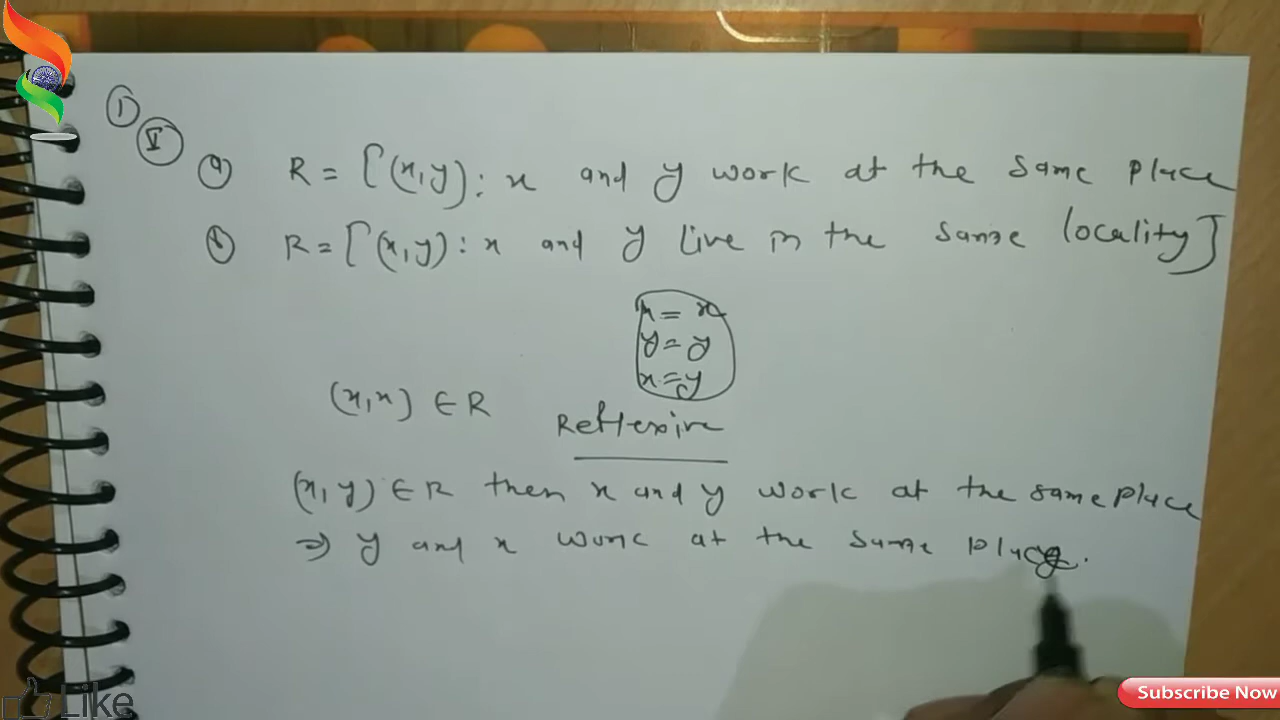 ① Ⅴ
ⓐ R = [(x,y): x and y work at the same place
ⓑ R = [(x,y): x and y live in the same locality]
x = x
y = y
x = y
(x,x) ∈ R Reflexive
(x,y) ∈ R then x and y work at the same place
⇒ y and x work at the same place.
Like
Subscribe Now